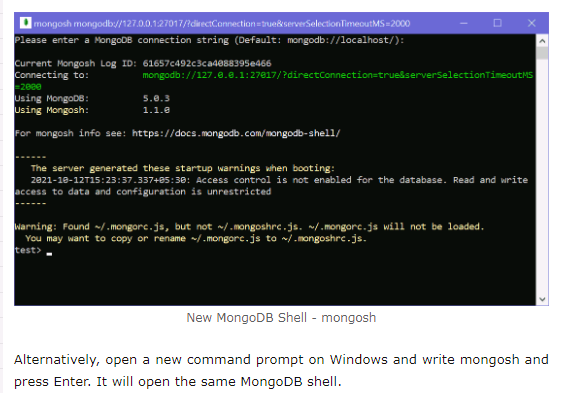 mongosh mongodb://127.0.0.1:27017/?directConnection=true&serverSelectionTimeoutMS=2000
Please enter a MongoDB connection string (Default: mongodb://localhost/):
Current Mongosh Log ID: 61657c492c3ca4088395e466
Connecting to: mongodb://127.0.0.1:27017/?directConnection=true&serverSelectionTimeoutMS
=2000
Using MongoDB: 5.0.3
Using Mongosh: 1.1.0
For mongosh info see: https://docs.mongodb.com/mongodb-shell/
------
The server generated these startup warnings when booting:
2021-10-12T15:23:37.337+05:30: Access control is not enabled for the database. Read and write
access to data and configuration is unrestricted
------
Warning: Found ~/.mongorc.js, but not ~/.mongoshrc.js. ~/.mongorc.js will not be loaded.
You may want to copy or rename ~/.mongorc.js to ~/.mongoshrc.js.
test> _
New MongoDB Shell - mongosh
Alternatively, open a new command prompt on Windows and write mongosh and
press Enter. It will open the same MongoDB shell.